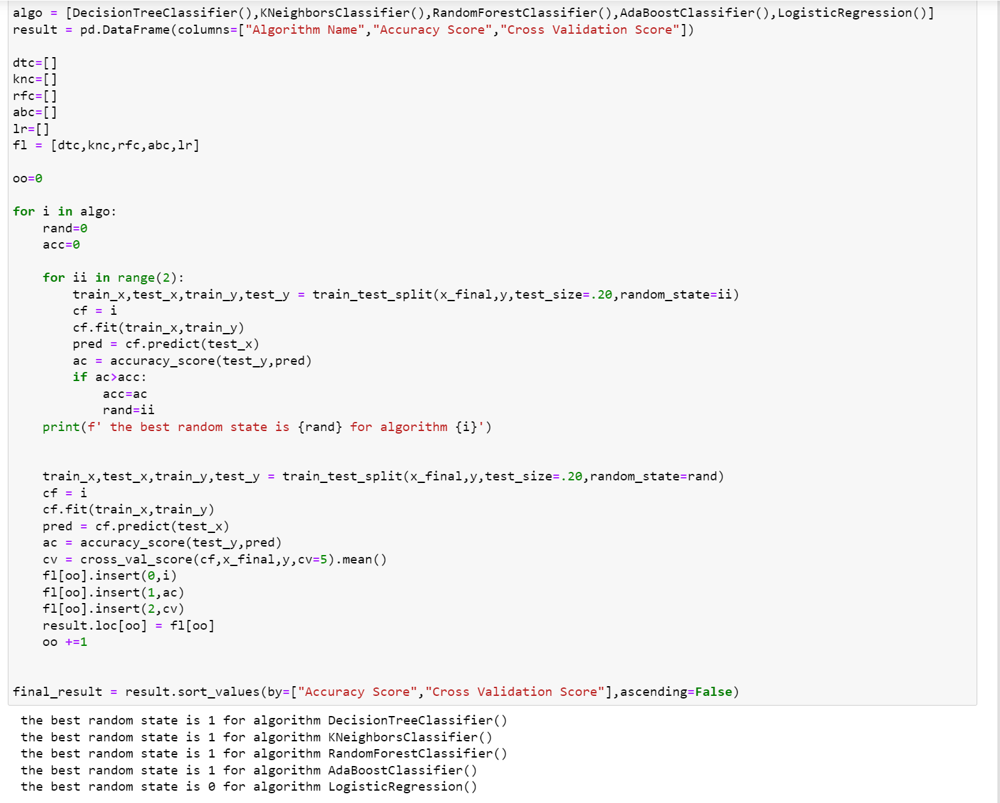 algo = [DecisionTreeClassifier(),KNeighborsClassifier(),RandomForestClassifier(),AdaBoostClassifier(),LogisticRegression()]
result = pd.DataFrame(columns=["Algorithm Name","Accuracy Score","Cross Validation Score"])
dtc=[]
knc=[]
rfc=[]
abc=[]
lr=[]
fl = [dtc,knc,rfc,abc,lr]
oo=0
for i in algo:
    rand=0
    acc=0
    for ii in range(2):
        train_x,test_x,train_y,test_y = train_test_split(x_final,y,test_size=.20,random_state=ii)
        cf = i
        cf.fit(train_x,train_y)
        pred = cf.predict(test_x)
        ac = accuracy_score(test_y,pred)
        if ac>acc:
            acc=ac
            rand=ii
    print(f' the best random state is {rand} for algorithm {i}')
    train_x,test_x,train_y,test_y = train_test_split(x_final,y,test_size=.20,random_state=rand)
    cf = i
    cf.fit(train_x,train_y)
    pred = cf.predict(test_x)
    ac = accuracy_score(test_y,pred)
    cv = cross_val_score(cf,x_final,y,cv=5).mean()
    fl[oo].insert(0,i)
    fl[oo].insert(1,ac)
    fl[oo].insert(2,cv)
    result.loc[oo] = fl[oo]
    oo +=1
final_result = result.sort_values(by=["Accuracy Score","Cross Validation Score"],ascending=False)
the best random state is 1 for algorithm DecisionTreeClassifier()
the best random state is 1 for algorithm KNeighborsClassifier()
the best random state is 1 for algorithm RandomForestClassifier()
the best random state is 1 for algorithm AdaBoostClassifier()
the best random state is 0 for algorithm LogisticRegression()